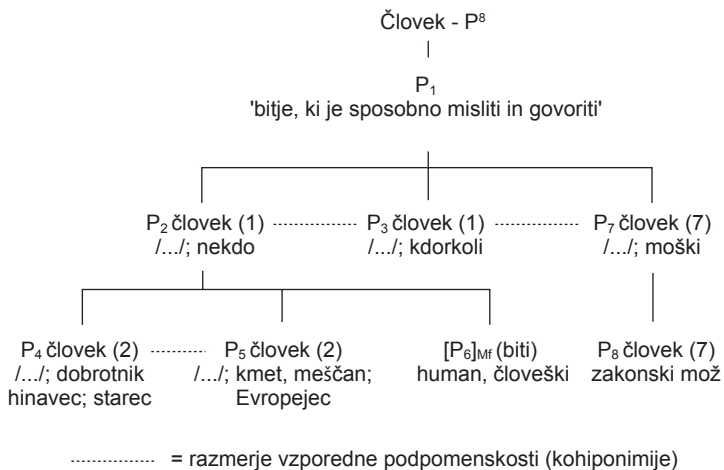 Človek - P⁸
P₁
'bitje, ki je sposobno misliti in govoriti'
P₂ človek (1) P₃ človek (1) P₇ človek (7)
/.../; nekdo /.../; kdorkoli /.../; moški
P₄ človek (2) P₅ človek (2) [P₆]Mf (biti) P₈ človek (7)
/.../; dobrotnik /.../; kmet, meščan; human, človeški zakonski mož
hinavec; starec Evropejec
= razmerje vzporedne podpomenskosti (kohiponimije)